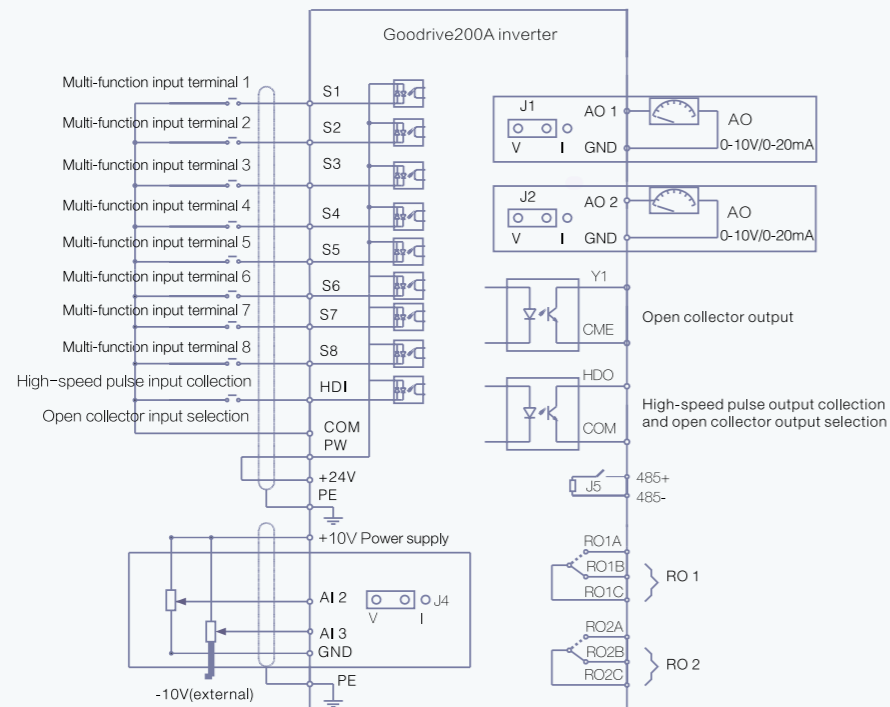 Goodrive200A inverter
Multi-function input terminal 1
S1
Multi-function input terminal 2
S2
Multi-function input terminal 3
S3
Multi-function input terminal 4
S4
Multi-function input terminal 5
S5
Multi-function input terminal 6
S6
Multi-function input terminal 7
S7
Multi-function input terminal 8
S8
High-speed pulse input collection
HDI
Open collector input selection
COM
PW
+24V
PE
+10V Power supply
AI 2
J4
V I
AI 3
GND
PE
-10V(external)
J1
AO 1
AO
V I GND 0-10V/0-20mA
J2
AO 2
AO
V I GND 0-10V/0-20mA
Y1
CME
Open collector output
HDO
COM
High-speed pulse output collection
and open collector output selection
J5
485+
485-
RO1A
RO1B
RO1C
RO 1
RO2A
RO2B
RO2C
RO 2